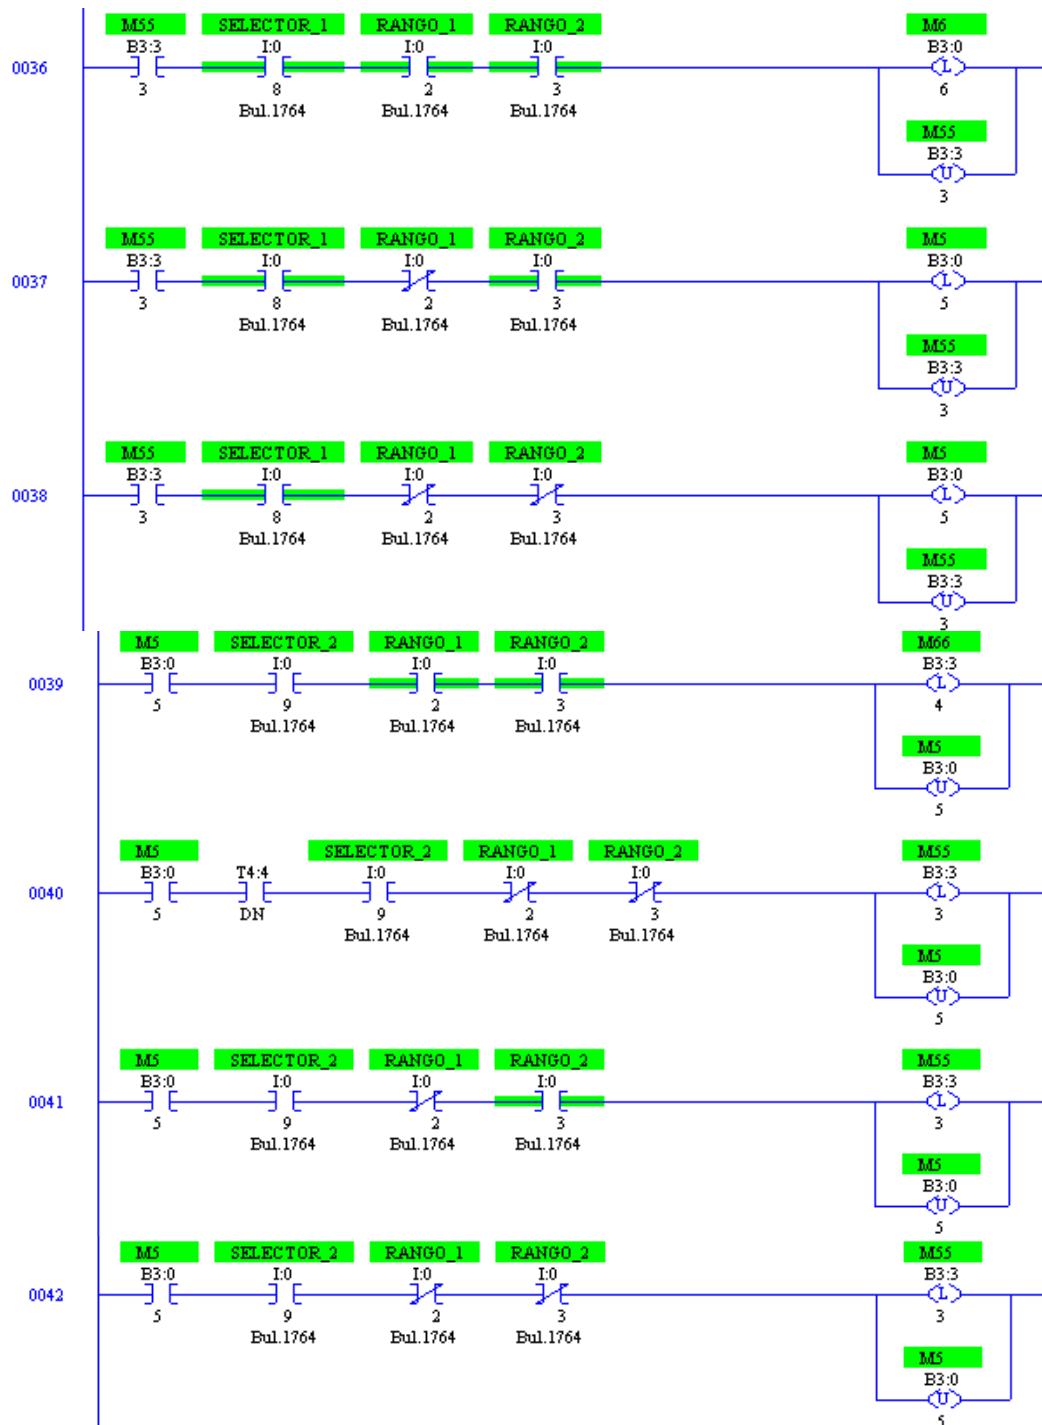 M55 SELECTOR_1 RANGO_1 RANGO_2 M6
B3:3 I:0 I:0 I:0 B3:0
0036 L
3 8 2 3 6
Bul.1764 Bul.1764 Bul.1764
M55
B3:3
U
3
M55 SELECTOR_1 RANGO_1 RANGO_2 M5
B3:3 I:0 I:0 I:0 B3:0
0037 L
3 8 2 3 5
Bul.1764 Bul.1764 Bul.1764
M55
B3:3
U
3
M55 SELECTOR_1 RANGO_1 RANGO_2 M5
B3:3 I:0 I:0 I:0 B3:0
0038 L
3 8 2 3 5
Bul.1764 Bul.1764 Bul.1764
M55
B3:3
U
3
M5 SELECTOR_2 RANGO_1 RANGO_2 M66
B3:0 I:0 I:0 I:0 B3:3
0039 L
5 9 2 3 4
Bul.1764 Bul.1764 Bul.1764
M5
B3:0
U
5
M5 SELECTOR_2 RANGO_1 RANGO_2 M55
B3:0 T4:4 I:0 I:0 I:0 B3:3
0040 L
5 DN 9 2 3 3
Bul.1764 Bul.1764 Bul.1764
M5
B3:0
U
5
M5 SELECTOR_2 RANGO_1 RANGO_2 M55
B3:0 I:0 I:0 I:0 B3:3
0041 L
5 9 2 3 3
Bul.1764 Bul.1764 Bul.1764
M5
B3:0
U
5
M5 SELECTOR_2 RANGO_1 RANGO_2 M55
B3:0 I:0 I:0 I:0 B3:3
0042 L
5 9 2 3 3
Bul.1764 Bul.1764 Bul.1764
M5
B3:0
U
5